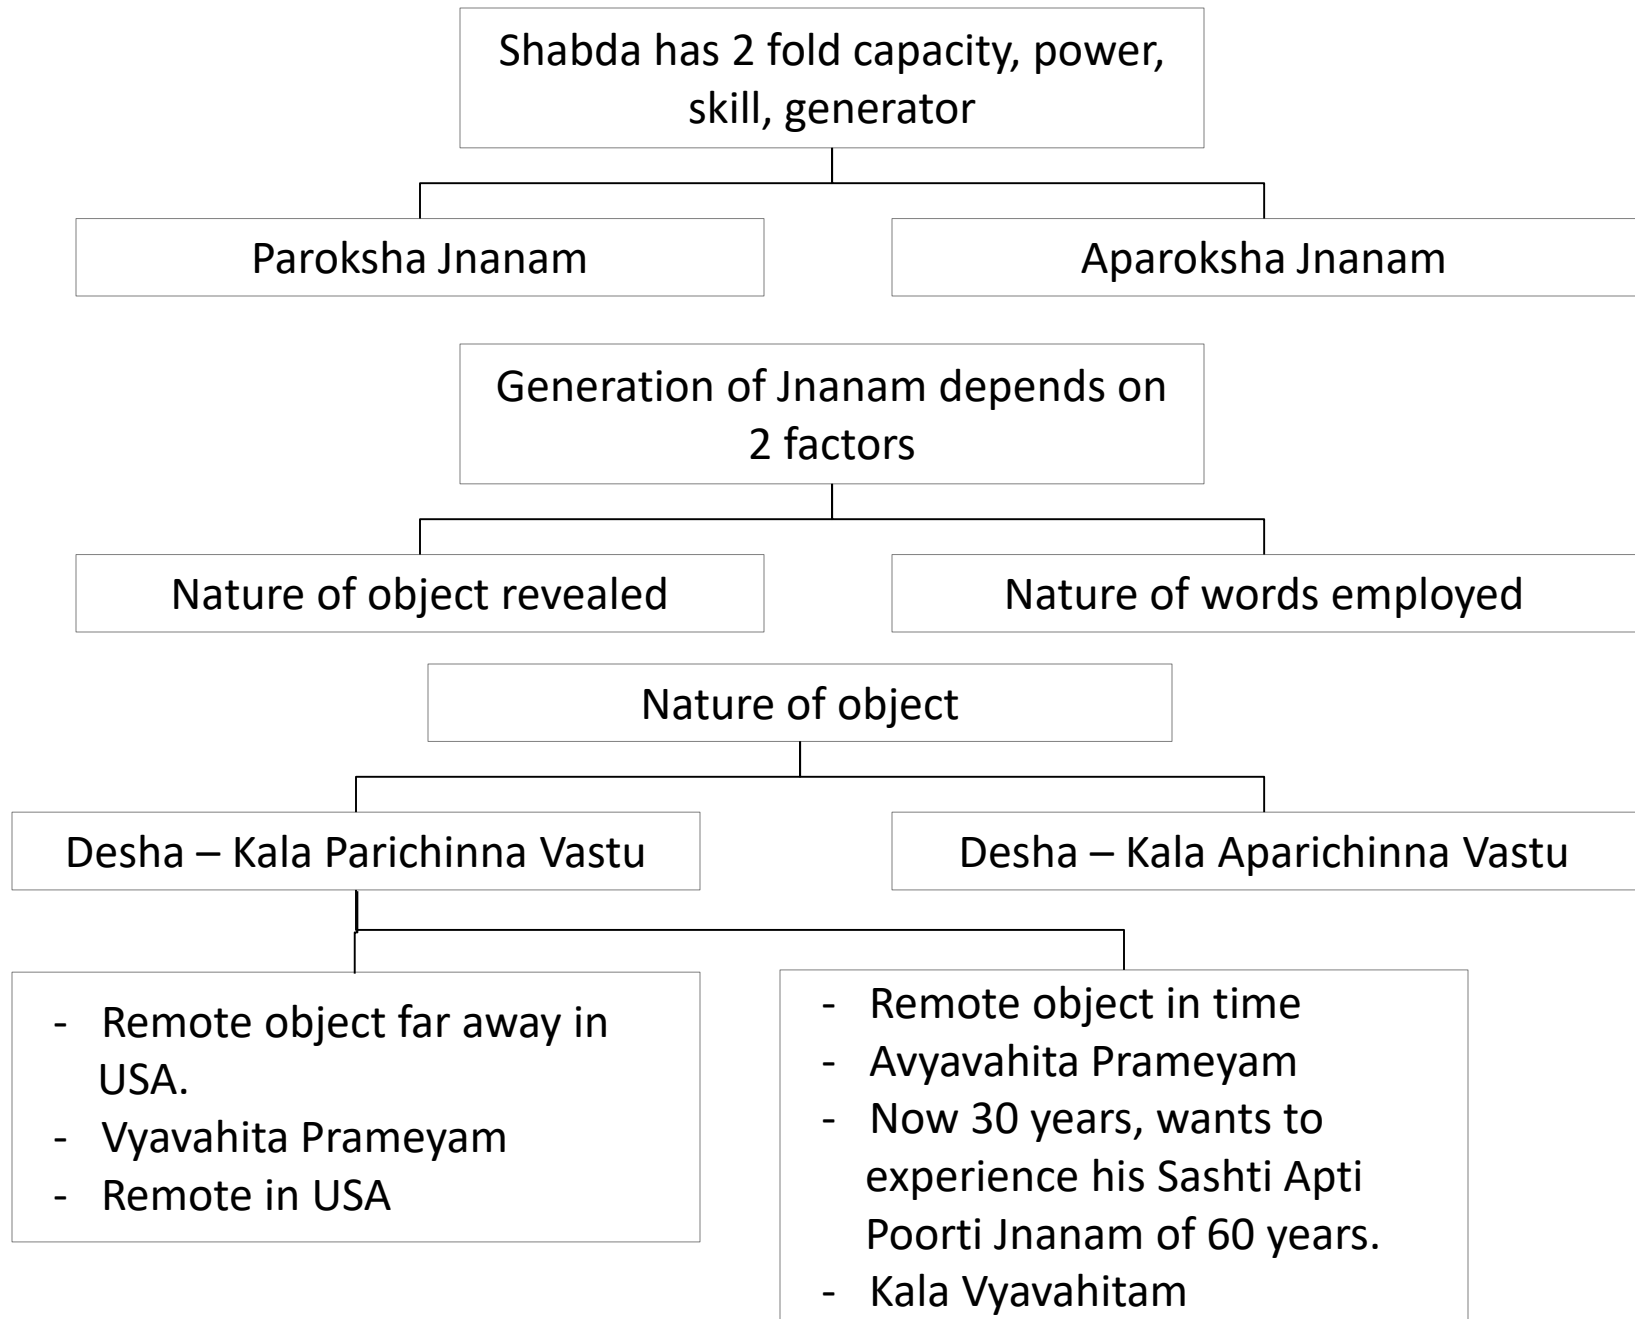 Shabda has 2 fold capacity, power,
skill, generator
Paroksha Jnanam
Aparoksha Jnanam
Generation of Jnanam depends on
2 factors
Nature of object revealed
Nature of words employed
Nature of object
Desha – Kala Parichinna Vastu
Desha – Kala Aparichinna Vastu
- Remote object far away in
USA.
- Vyavahita Prameyam
- Remote in USA
- Remote object in time
- Avyavahita Prameyam
- Now 30 years, wants to
experience his Sashti Apti
Poorti Jnanam of 60 years.
- Kala Vyavahitam